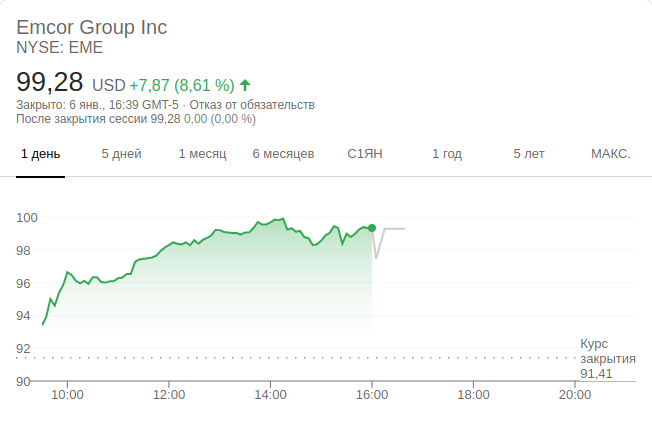 Emcor Group Inc
NYSE: EME
99,28 USD +7,87 (8,61 %)
Закрыто: 6 янв., 16:39 GMT-5 · Отказ от обязательств
После закрытия сессии 99,28 0,00 (0,00 %)
1 день 5 дней 1 месяц 6 месяцев С1ЯН 1 год 5 лет МАКС.
100
98
96
94
92
Курс
закрытия
91,41
90
10:00 12:00 14:00 16:00 18:00 20:00